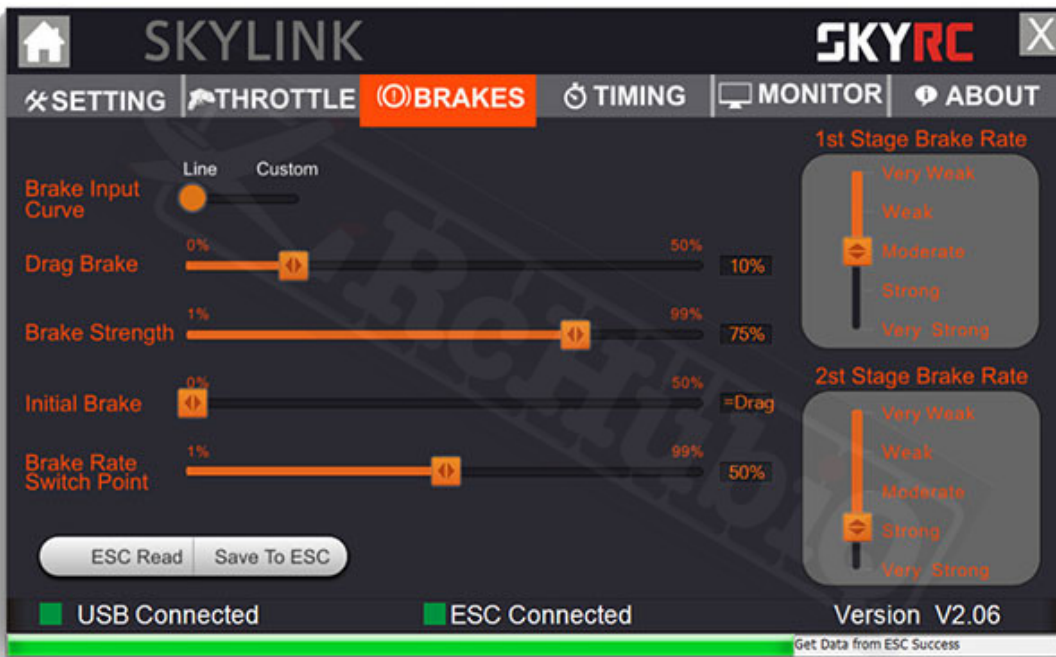 SKYLINK
SKYRC
X
SETTING THROTTLE BRAKES TIMING MONITOR ABOUT
Line Custom
Brake Input
Curve
0% 50%
Drag Brake 10%
1% 99%
Brake Strength 75%
0% 50%
Initial Brake =Drag
1% 99%
Brake Rate
Switch Point 50%
1st Stage Brake Rate
Very Weak
Weak
Moderate
Strong
Very Strong
2st Stage Brake Rate
Very Weak
Weak
Moderate
Strong
Very Strong
ESC Read Save To ESC
USB Connected ESC Connected Version V2.06
Get Data from ESC Success
RcHubiq